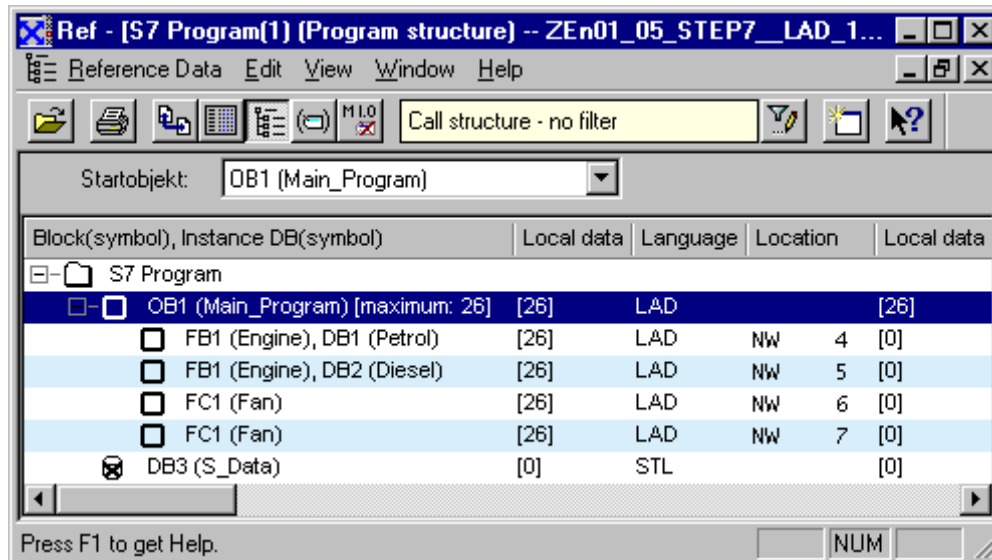 Ref - [S7 Program(1) (Program structure) -- ZEn01_05_STEP7__LAD_1...
Reference Data Edit View Window Help
M I.0 Call structure - no filter
Startobjekt: OB1 (Main_Program)
Block(symbol), Instance DB(symbol) Local data Language Location Local data
S7 Program
OB1 (Main_Program) [maximum: 26] [26] LAD [26]
FB1 (Engine), DB1 (Petrol) [26] LAD NW 4 [0]
FB1 (Engine), DB2 (Diesel) [26] LAD NW 5 [0]
FC1 (Fan) [26] LAD NW 6 [0]
FC1 (Fan) [26] LAD NW 7 [0]
DB3 (S_Data) [0] STL [0]
Press F1 to get Help. NUM